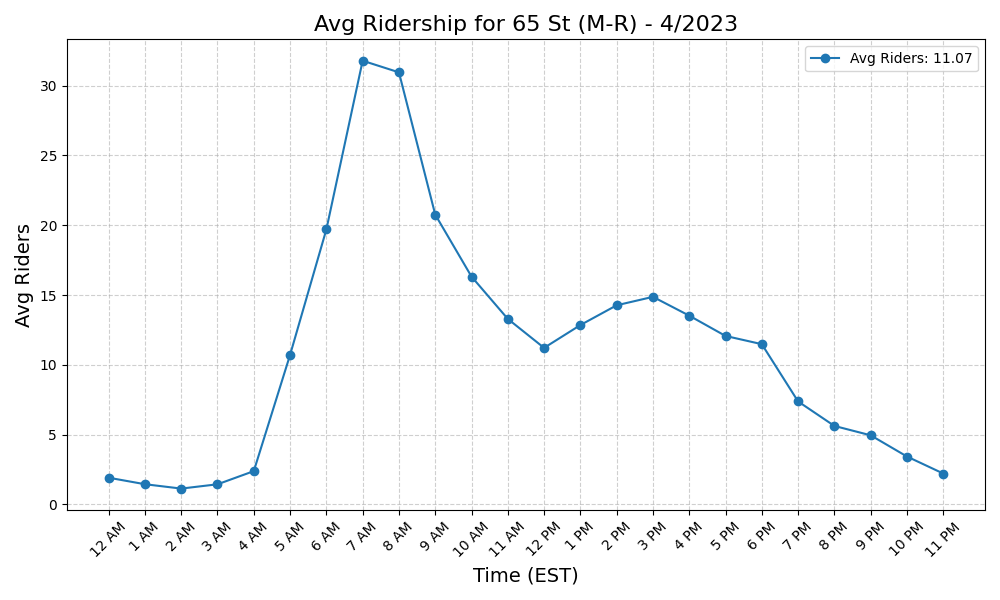 Avg Ridership for 65 St (M-R) - 4/2023
Avg Riders: 11.07
Avg Riders
30
25
20
15
10
5
0
12 AM
1 AM
2 AM
3 AM
4 AM
5 AM
6 AM
7 AM
8 AM
9 AM
10 AM
11 AM
12 PM
1 PM
2 PM
3 PM
4 PM
5 PM
6 PM
7 PM
8 PM
9 PM
10 PM
11 PM
Time (EST)